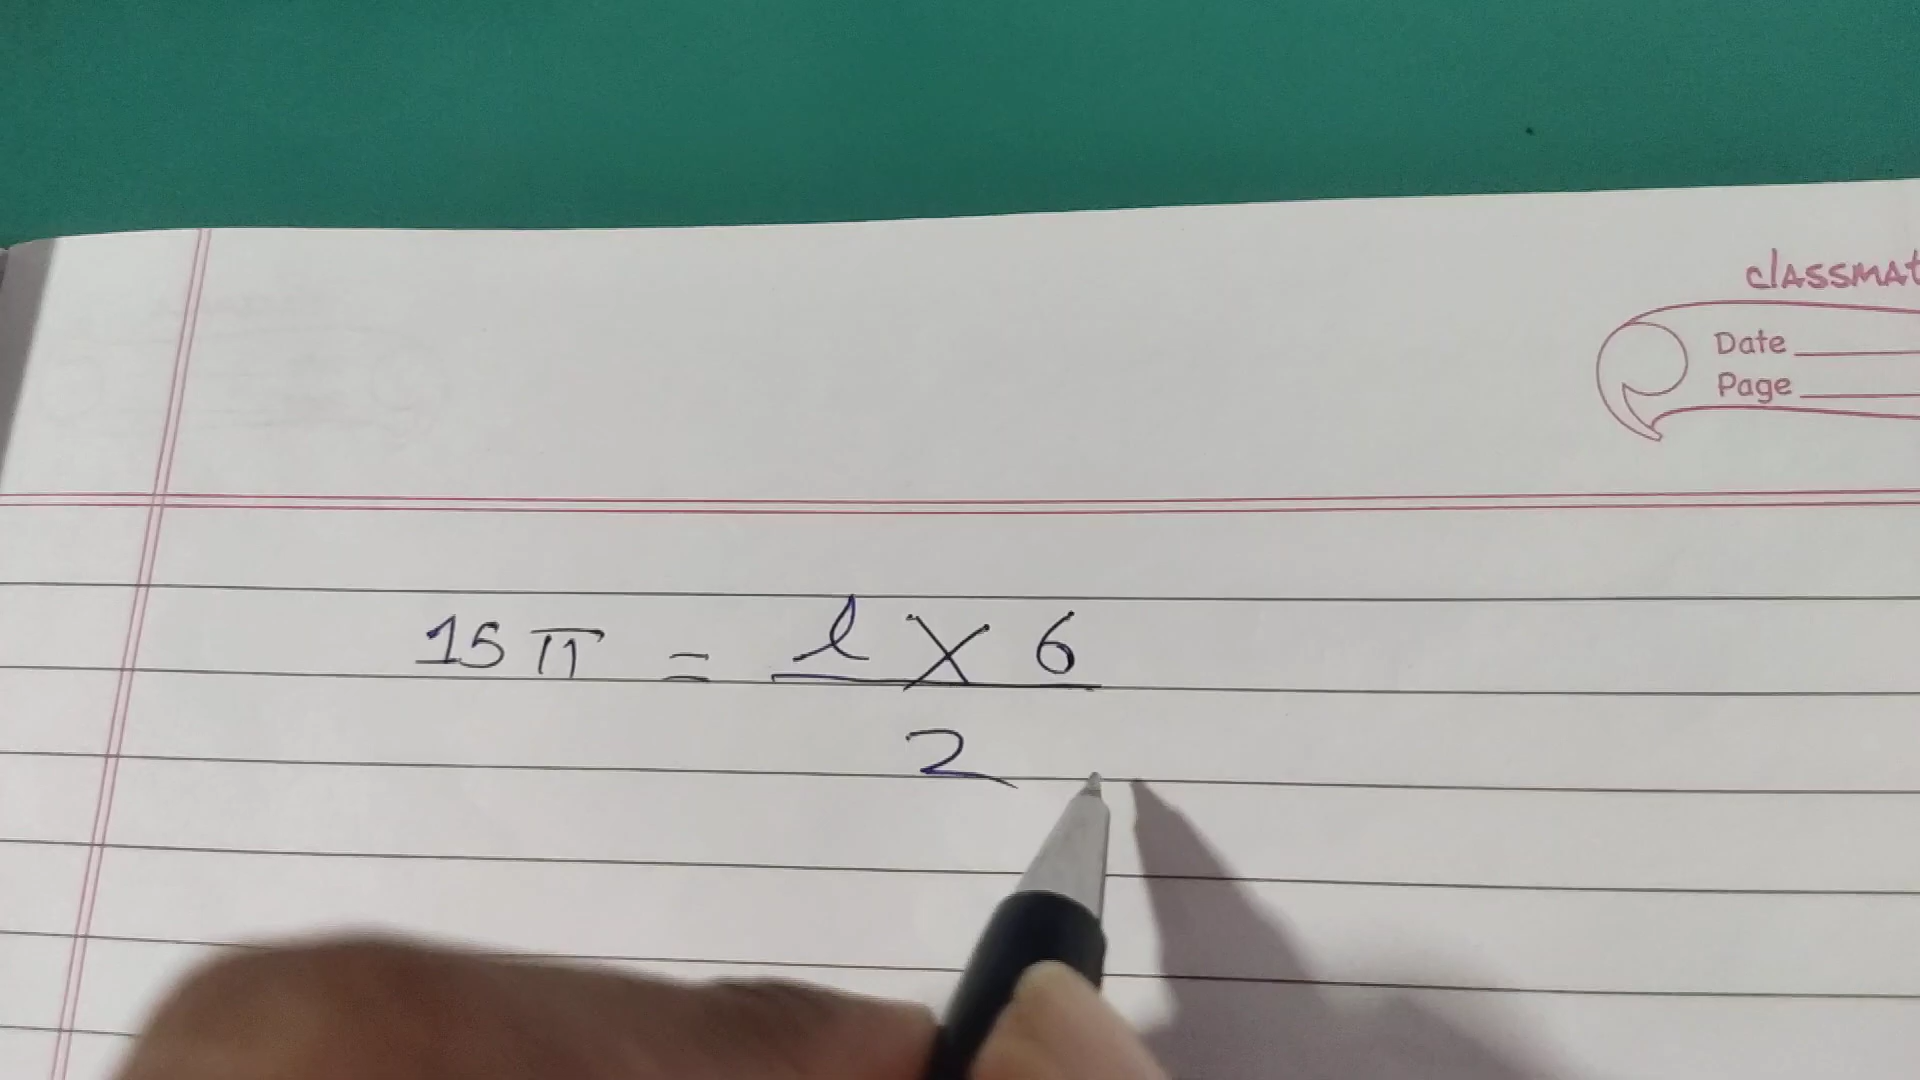 classmat
Date
Page
15 π = l × 6
2